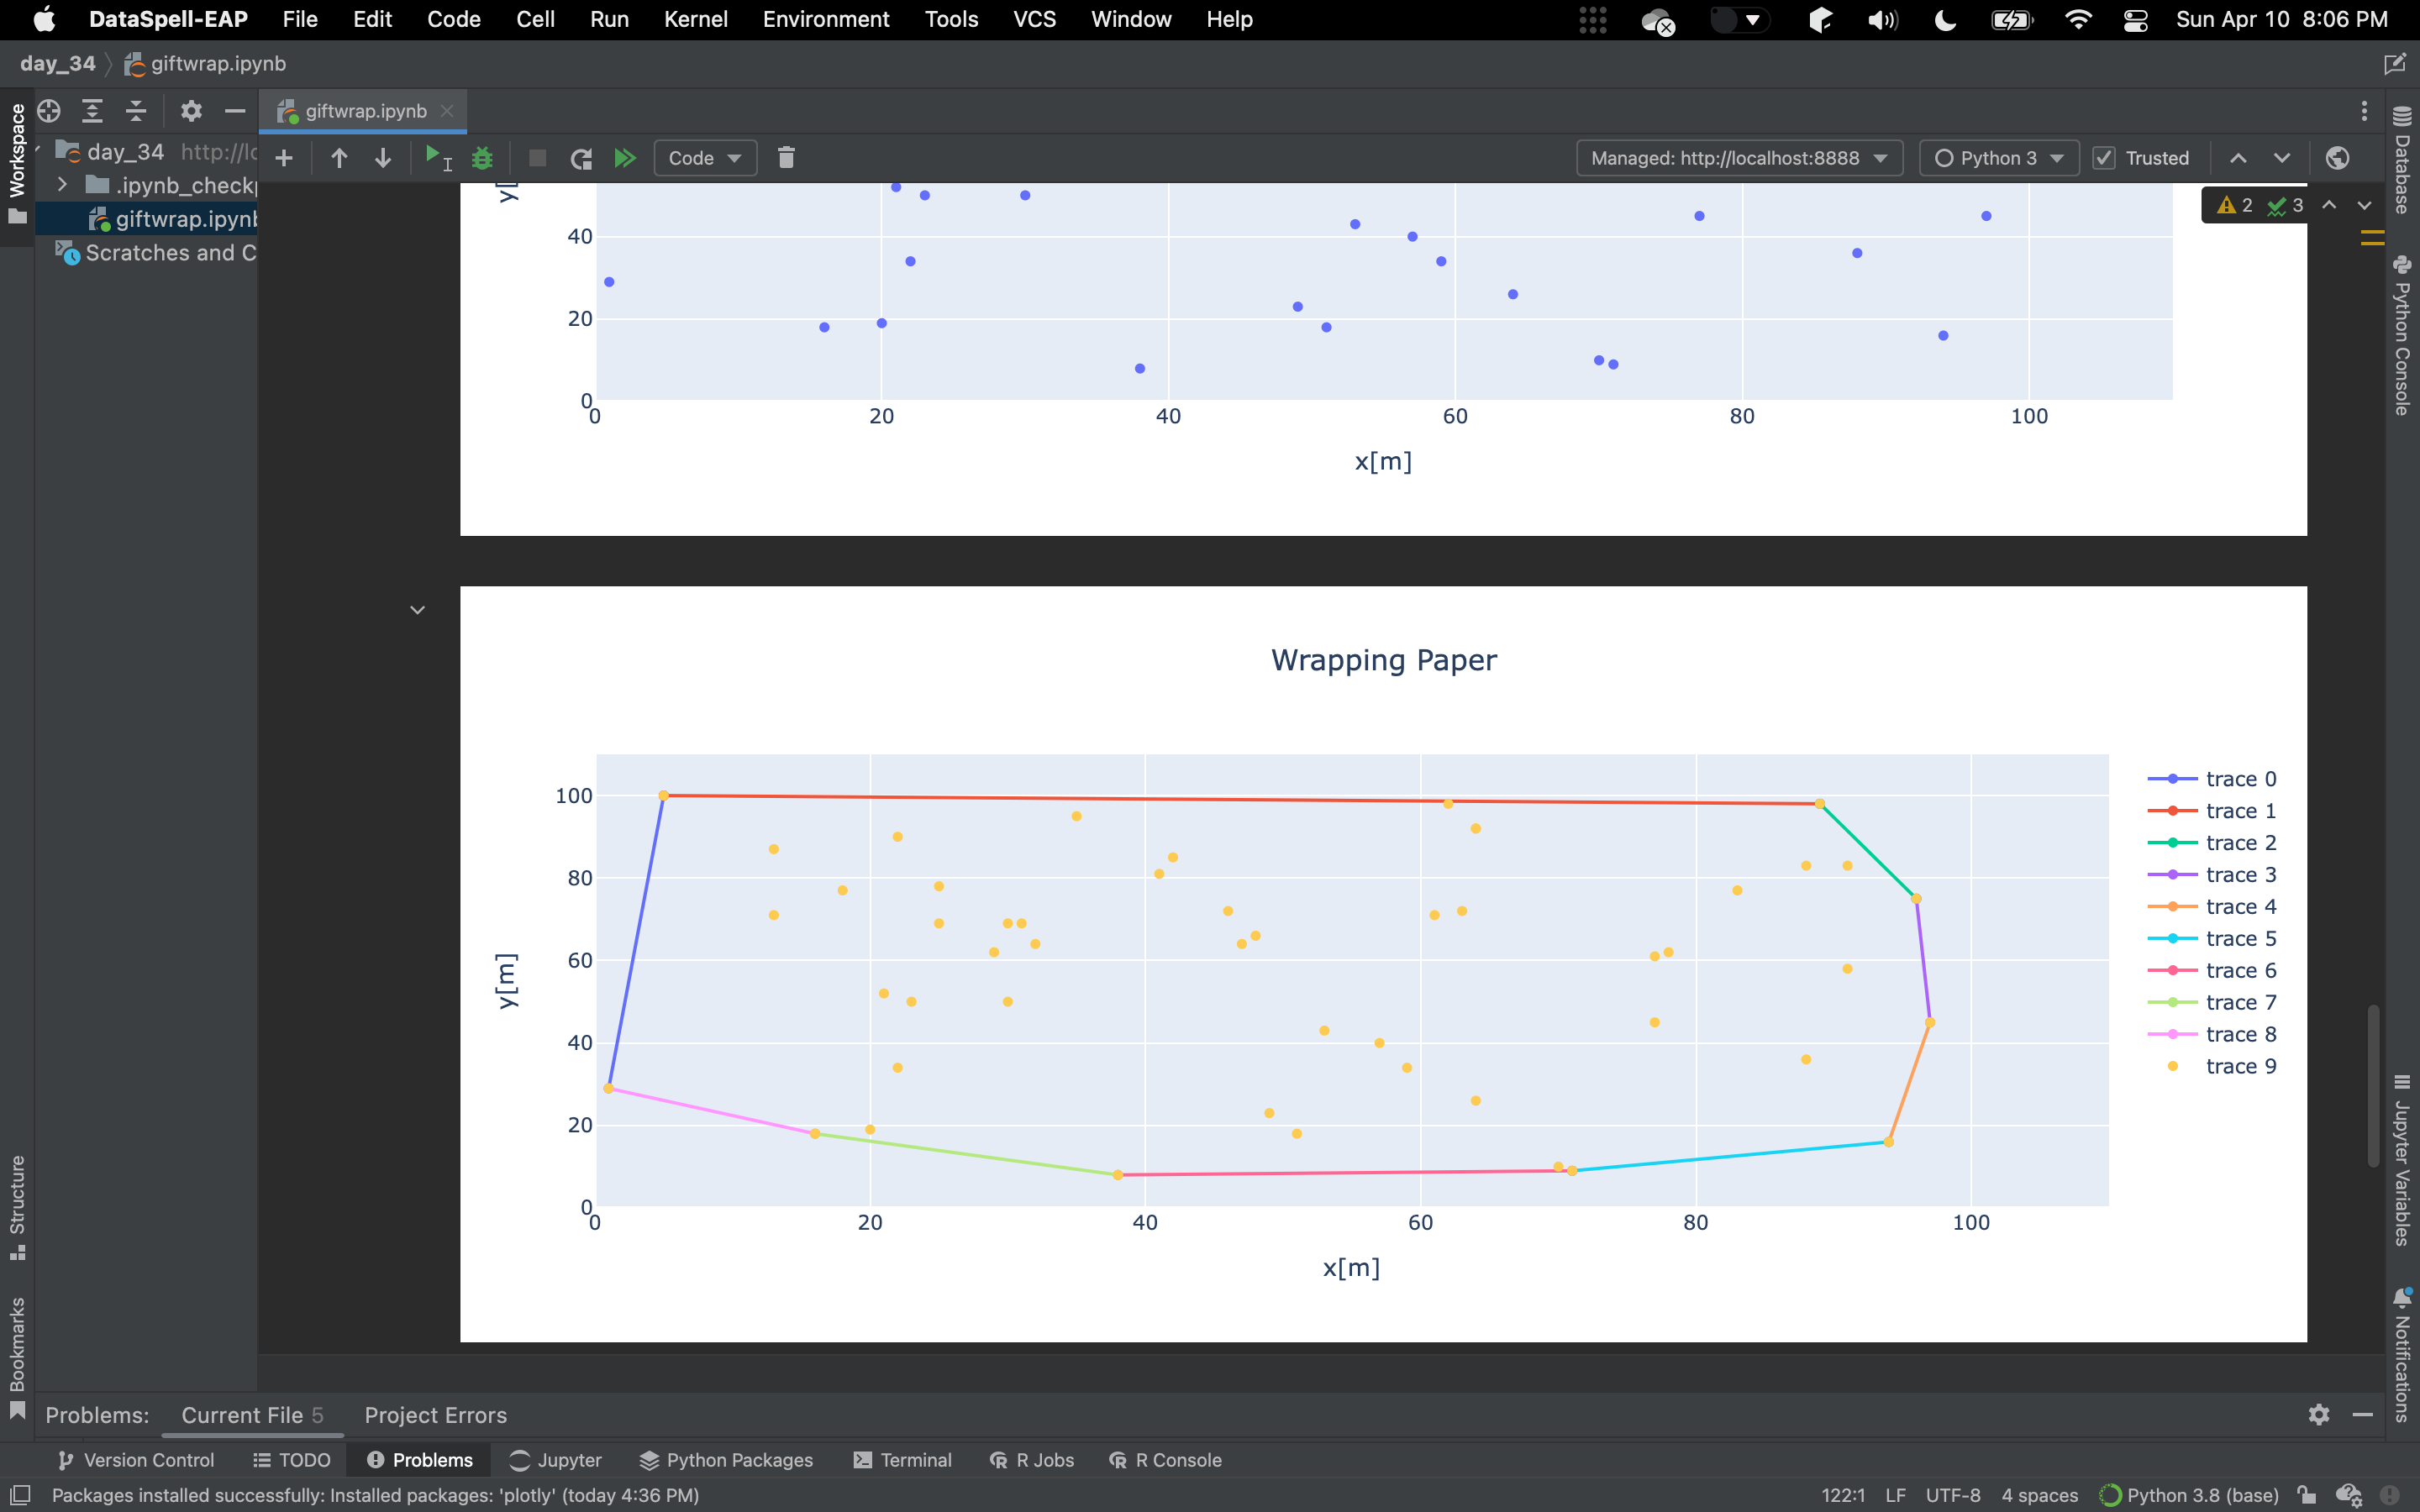 DataSpell-EAP File Edit Code Cell Run Kernel Environment Tools VCS Window Help Sun Apr 10 8:06 PM
day_34 giftwrap.ipynb
Workspace
giftwrap.ipynb
day_34 http://lo
.ipynb_check
giftwrap.ipynb
Scratches and C
Code
Managed: http://localhost:8888 Python 3 Trusted
2 3
40
20
0
0 20 40 60 80 100
x[m]
Wrapping Paper
100
80
60
40
20
0
y[m]
0 20 40 60 80 100
x[m]
trace 0
trace 1
trace 2
trace 3
trace 4
trace 5
trace 6
trace 7
trace 8
trace 9
Database
Python Console
Jupyter Variables
Notifications
Structure
Bookmarks
Problems: Current File 5 Project Errors
Version Control TODO Problems Jupyter Python Packages Terminal R Jobs R Console
Packages installed successfully: Installed packages: 'plotly' (today 4:36 PM) 122:1 LF UTF-8 4 spaces Python 3.8 (base)